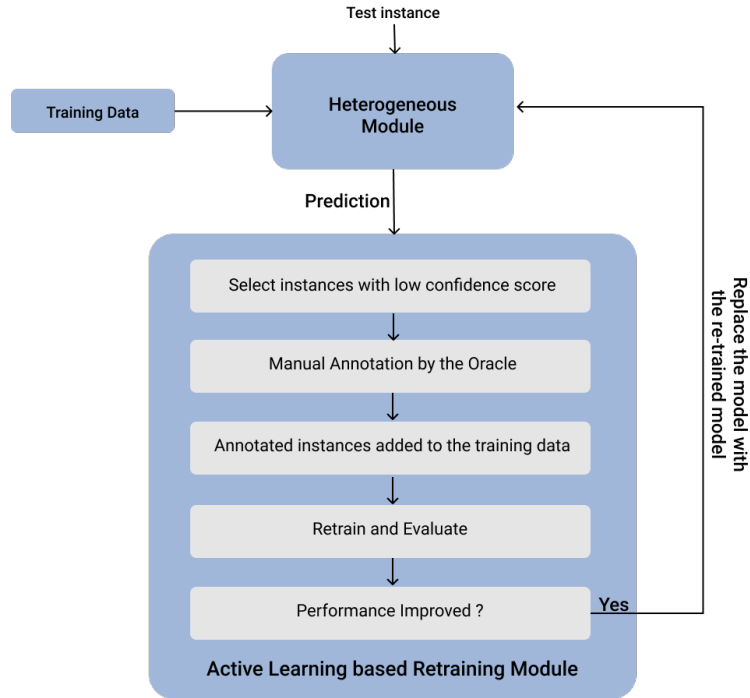 Test instance
Training Data
Heterogeneous
Module
Prediction
Select instances with low confidence score
Manual Annotation by the Oracle
Annotated instances added to the training data
Retrain and Evaluate
Performance Improved ?
Yes
Active Learning based Retraining Module
Replace the model with
the re-trained model